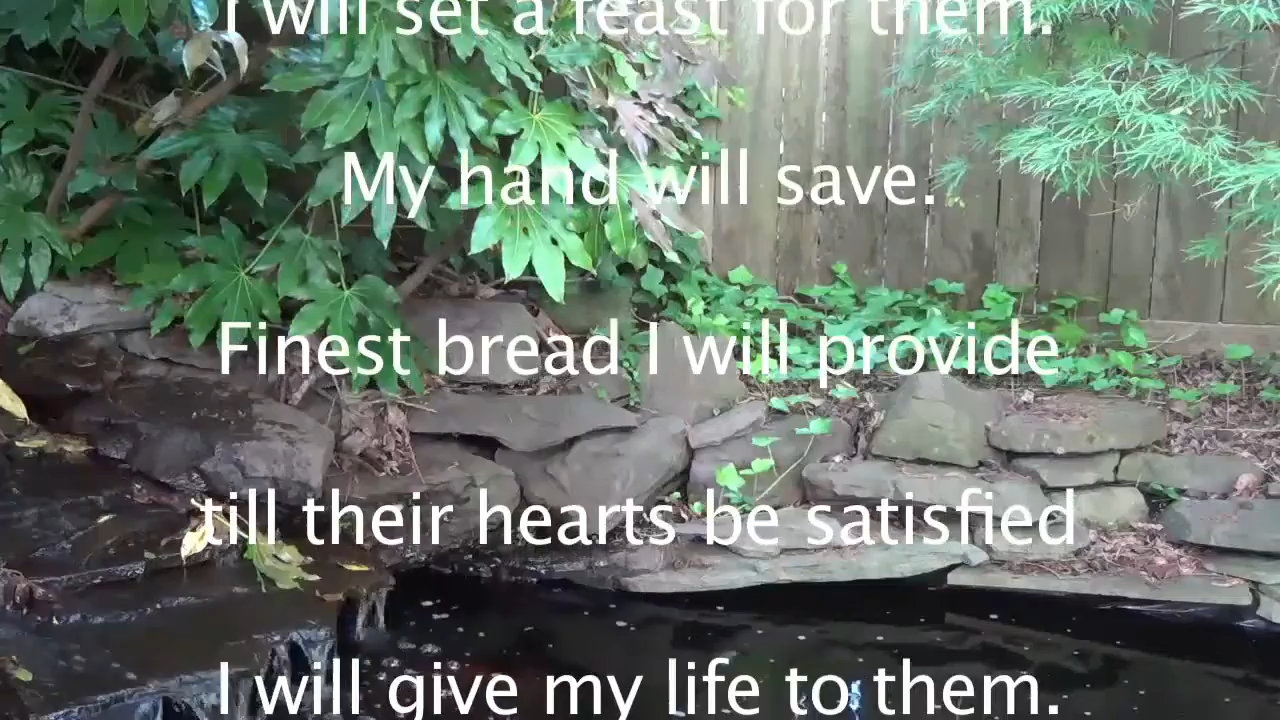 I will set a feast for them.
My hand will save.
Finest bread I will provide
till their hearts be satisfied
I will give my life to them.